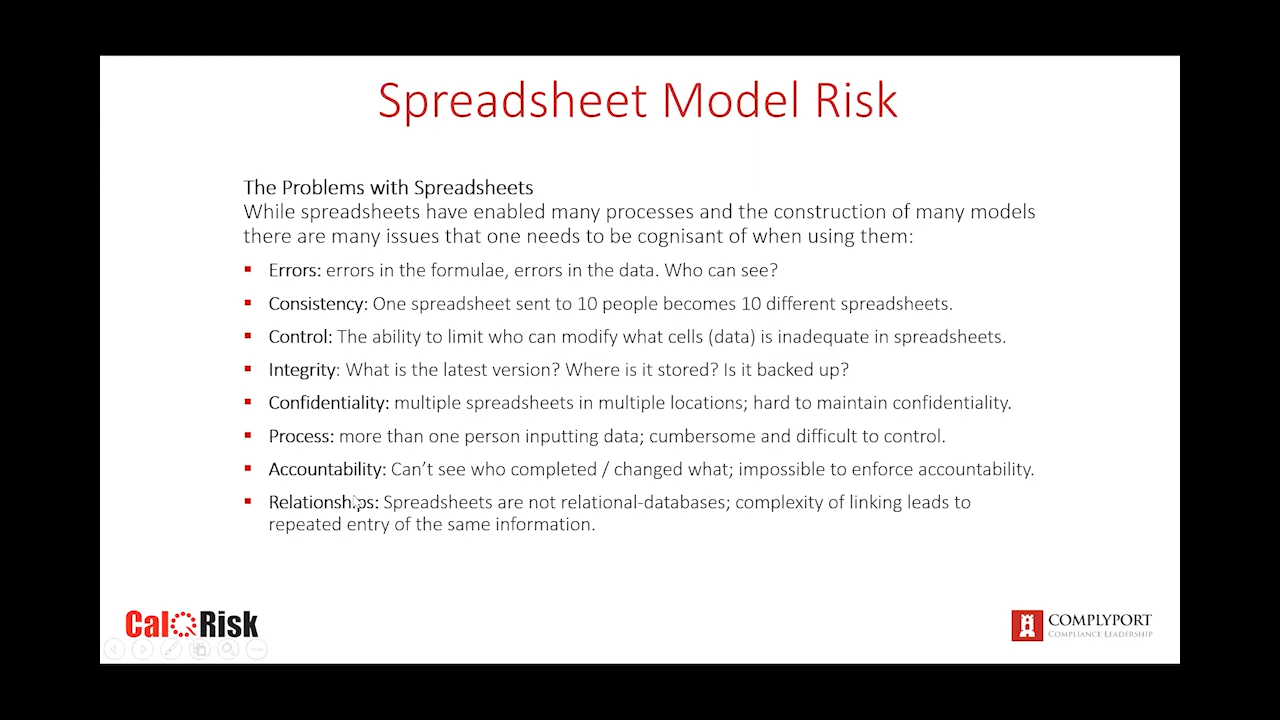 Spreadsheet Model Risk
The Problems with Spreadsheets
While spreadsheets have enabled many processes and the construction of many models
there are many issues that one needs to be cognisant of when using them:
▪ Errors: errors in the formulae, errors in the data. Who can see?
▪ Consistency: One spreadsheet sent to 10 people becomes 10 different spreadsheets.
▪ Control: The ability to limit who can modify what cells (data) is inadequate in spreadsheets.
▪ Integrity: What is the latest version? Where is it stored? Is it backed up?
▪ Confidentiality: multiple spreadsheets in multiple locations; hard to maintain confidentiality.
▪ Process: more than one person inputting data; cumbersome and difficult to control.
▪ Accountability: Can’t see who completed / changed what; impossible to enforce accountability.
▪ Relationships: Spreadsheets are not relational-databases; complexity of linking leads to
repeated entry of the same information.
CalQRisk
COMPLYPORT
COMPLIANCE LEADERSHIP